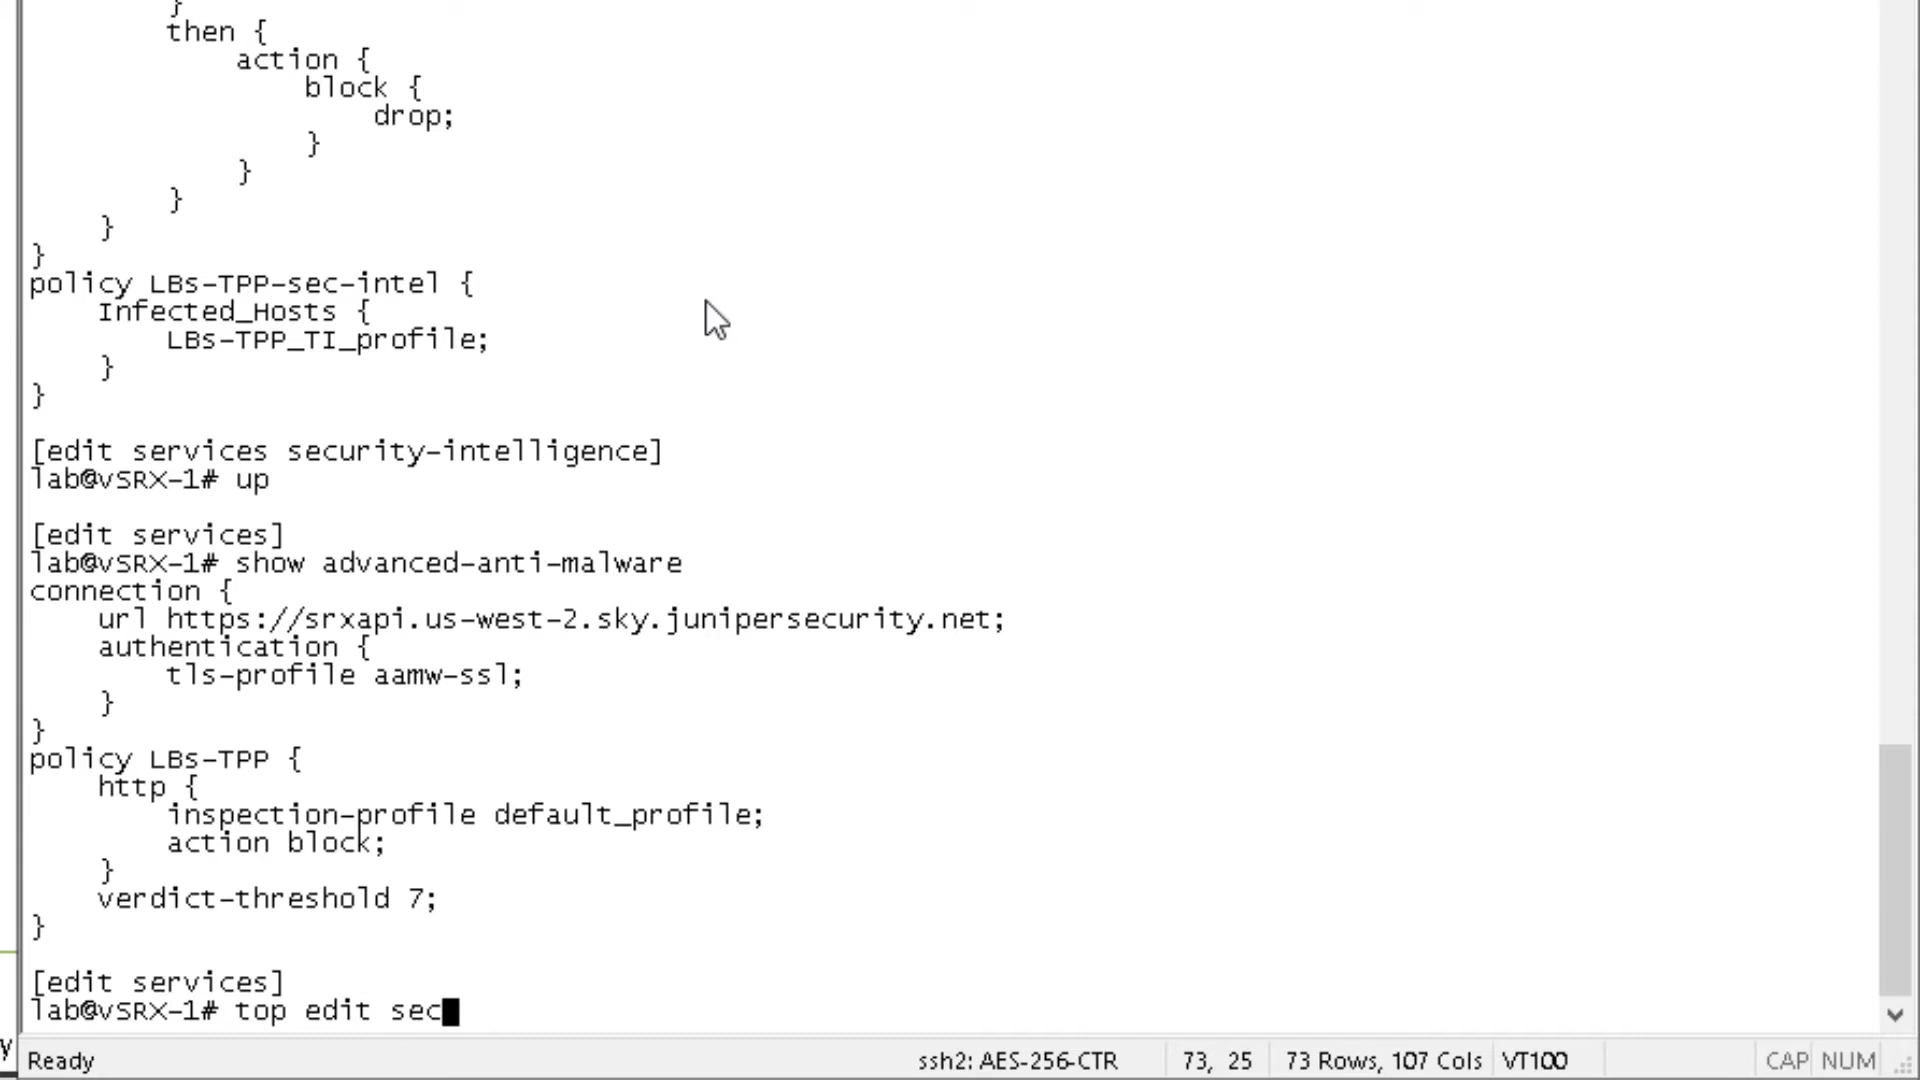 }
then {
action {
block {
drop;
}
}
}
}
}
policy LBs-TPP-sec-intel {
Infected_Hosts {
LBs-TPP_TI_profile;
}
}
[edit services security-intelligence]
lab@vSRX-1# up
[edit services]
lab@vSRX-1# show advanced-anti-malware
connection {
url https://srxapi.us-west-2.sky.junipersecurity.net;
authentication {
tls-profile aamw-ssl;
}
}
policy LBs-TPP {
http {
inspection-profile default_profile;
action block;
}
verdict-threshold 7;
}
[edit services]
lab@vSRX-1# top edit sec
y
Ready ssh2: AES-256-CTR 73, 25 73 Rows, 107 Cols VT100 CAP NUM